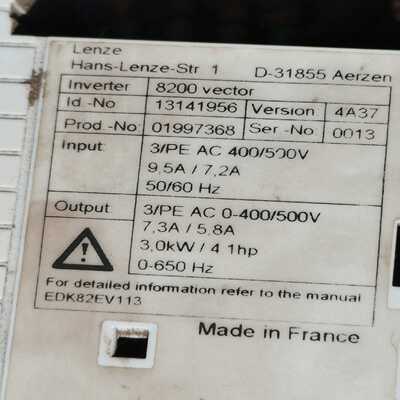 Lenze
Hans-Lenze-Str 1 D-31855 Aerzen
Inverter 8200 vector
Id -No 13141956 Version 4A37
Prod -No 01997368 Ser -No 0013
Input 3/PE AC 400/500V
9,5A / 7,2A
50/60 Hz
Output 3/PE AC 0-400/500V
7,3A / 5,8A
3,0kW / 4 1hp
0-650 Hz
For detailed information refer to the manual
EDK82EV113
Made in France